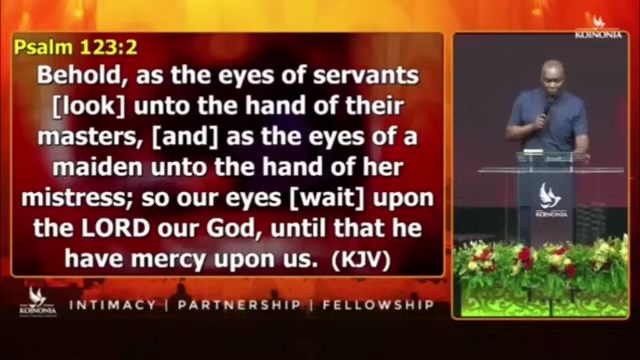 Psalm 123:2
Behold, as the eyes of servants
[look] unto the hand of their
masters, [and] as the eyes of a
maiden unto the hand of her
mistress; so our eyes [wait] upon
the LORD our God, until that he
have mercy upon us. (KJV)
KOINONIA
KOINONIA
KOINONIA
INTIMACY | PARTNERSHIP | FELLOWSHIP